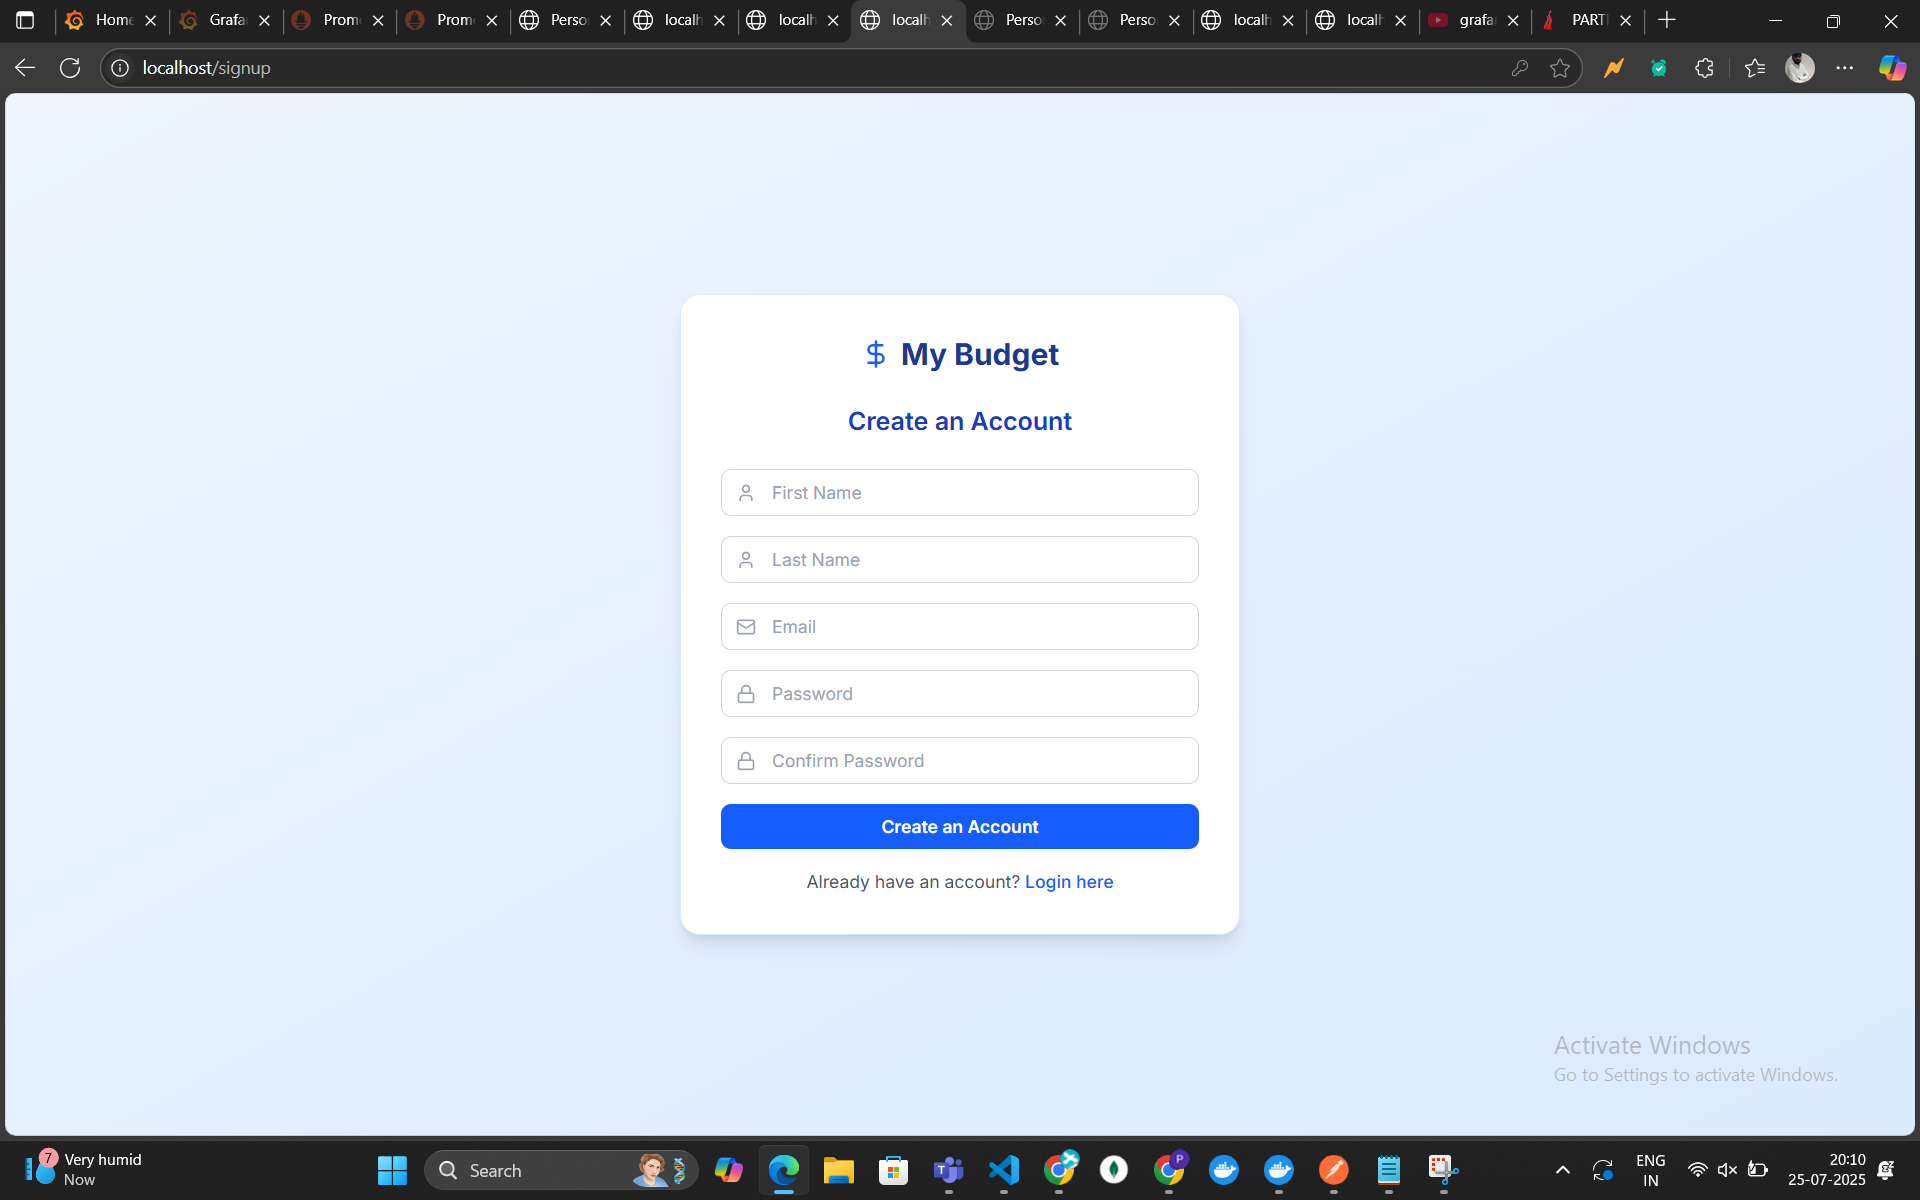 Home
Grafa
Prom
Prom
Perso
localh
localh
localh
Perso
Perso
localh
localh
grafa
PARTI
localhost/signup
$ My Budget
Create an Account
First Name
Last Name
Email
Password
Confirm Password
Create an Account
Already have an account? Login here
Activate Windows
Go to Settings to activate Windows.
7
Very humid
Now
Search
T
P
ENG
IN
20:10
25-07-2025